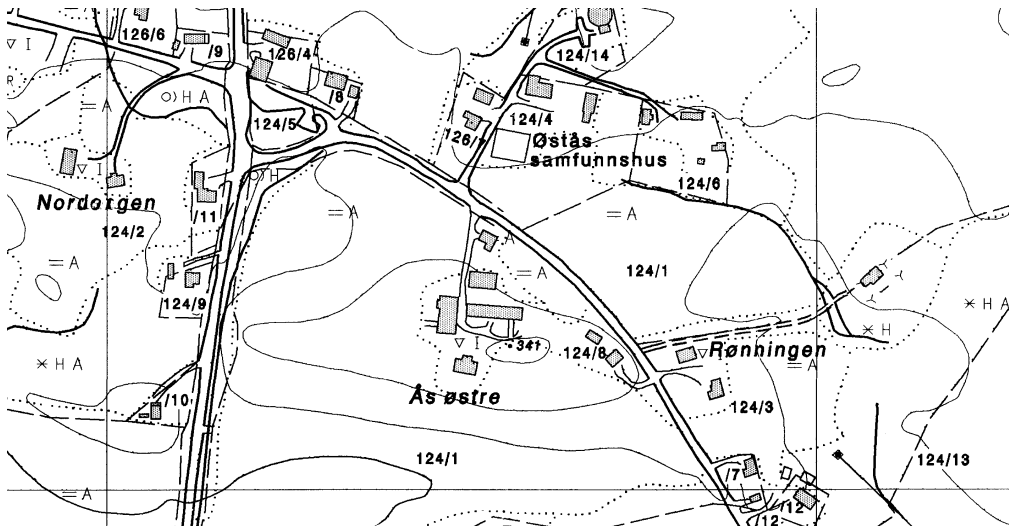 126/6
/9
126/4
124/14
I
R
A
H A
/8
124/5
124/4
126/7
Østås
samfunnshus
I
H
124/6
Nordorgen
/11
A
A
124/2
A
A
A
124/1
124/9
H A
H
I
341
124/8
Rønningen
I
H A
A
/10
Ås østre
124/3
124/1
124/13
/7
A
/12
/12